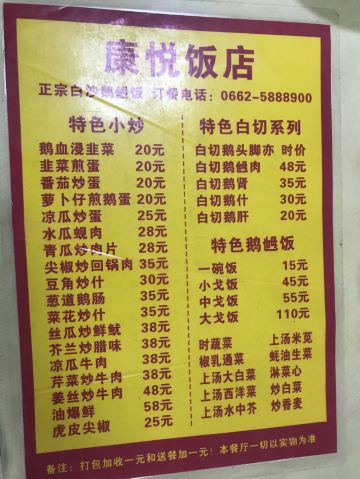 康悦饭店
正宗白沙鹅乸饭 订餐电话：0662-5888900
特色小炒
鹅血漫韭菜 20元
韭菜煎蛋 20元
番茄炒蛋 20元
萝卜仔煎鹅蛋 20元
凉瓜炒蛋 25元
水瓜蚬肉 28元
青瓜炒肉片 28元
尖椒炒回锅肉 35元
豆角炒什 30元
葱道鹅肠 35元
菜花炒什 35元
丝瓜炒鲜鱿 38元
芥兰炒腊味 38元
凉瓜牛肉 38元
芹菜炒牛肉 38元
姜丝炒牛肉 48元
油爆鲜 58元
虎皮尖椒 25元
特色白切系列
白切鹅头脚亦 时价
白切鹅乸肉 48元
白切鹅肾 35元
白切鹅什 30元
白切鹅肝 20元
特色鹅乸饭
一碗饭 15元
小戈饭 45元
中戈饭 55元
大戈饭 110元
时蔬菜 上汤米苋
椒乳通菜 蚝油生菜
上汤大白菜 淋菜心
上汤西洋菜 炒白菜
上汤水中芥 炒香麦
备注：打包加收一元和送餐加一元！本餐厅一切以实物为准